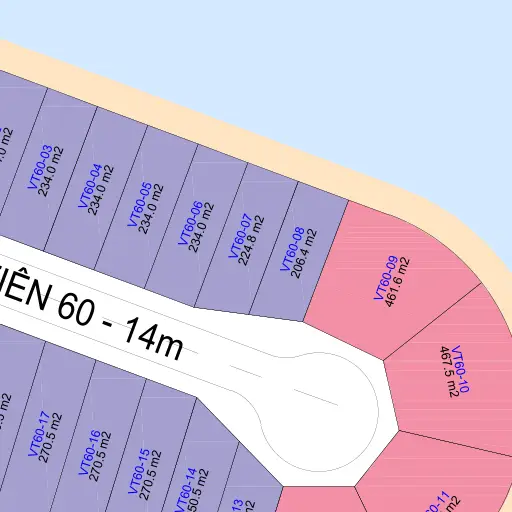 VT60-03
234.0 m2
VT60-04
234.0 m2
VT60-05
234.0 m2
VT60-06
234.0 m2
VT60-07
224.8 m2
VT60-08
206.4 m2
VT60-09
461.6 m2
VT60-10
467.5 m2
60 - 14m
VT60-17
270.5 m2
VT60-16
270.5 m2
VT60-15
270.5 m2
VT60-14
m2